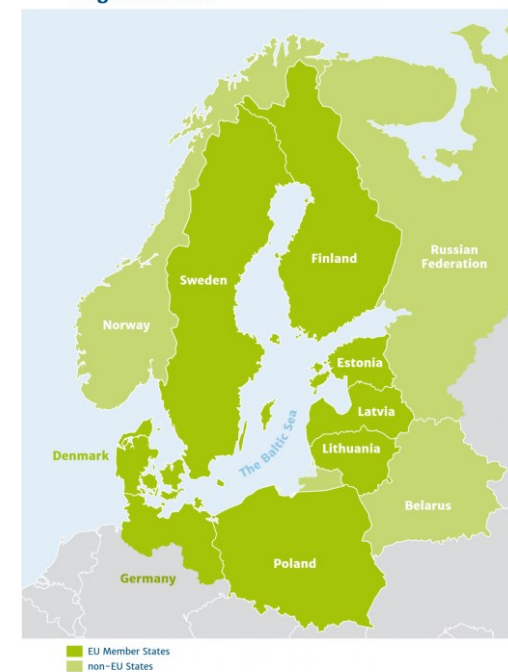 Russian
Federation
Finland
Sweden
Norway
Estonia
Latvia
The Baltic Sea
Lithuania
Denmark
Belarus
Poland
Germany
EU Member States
non-EU States